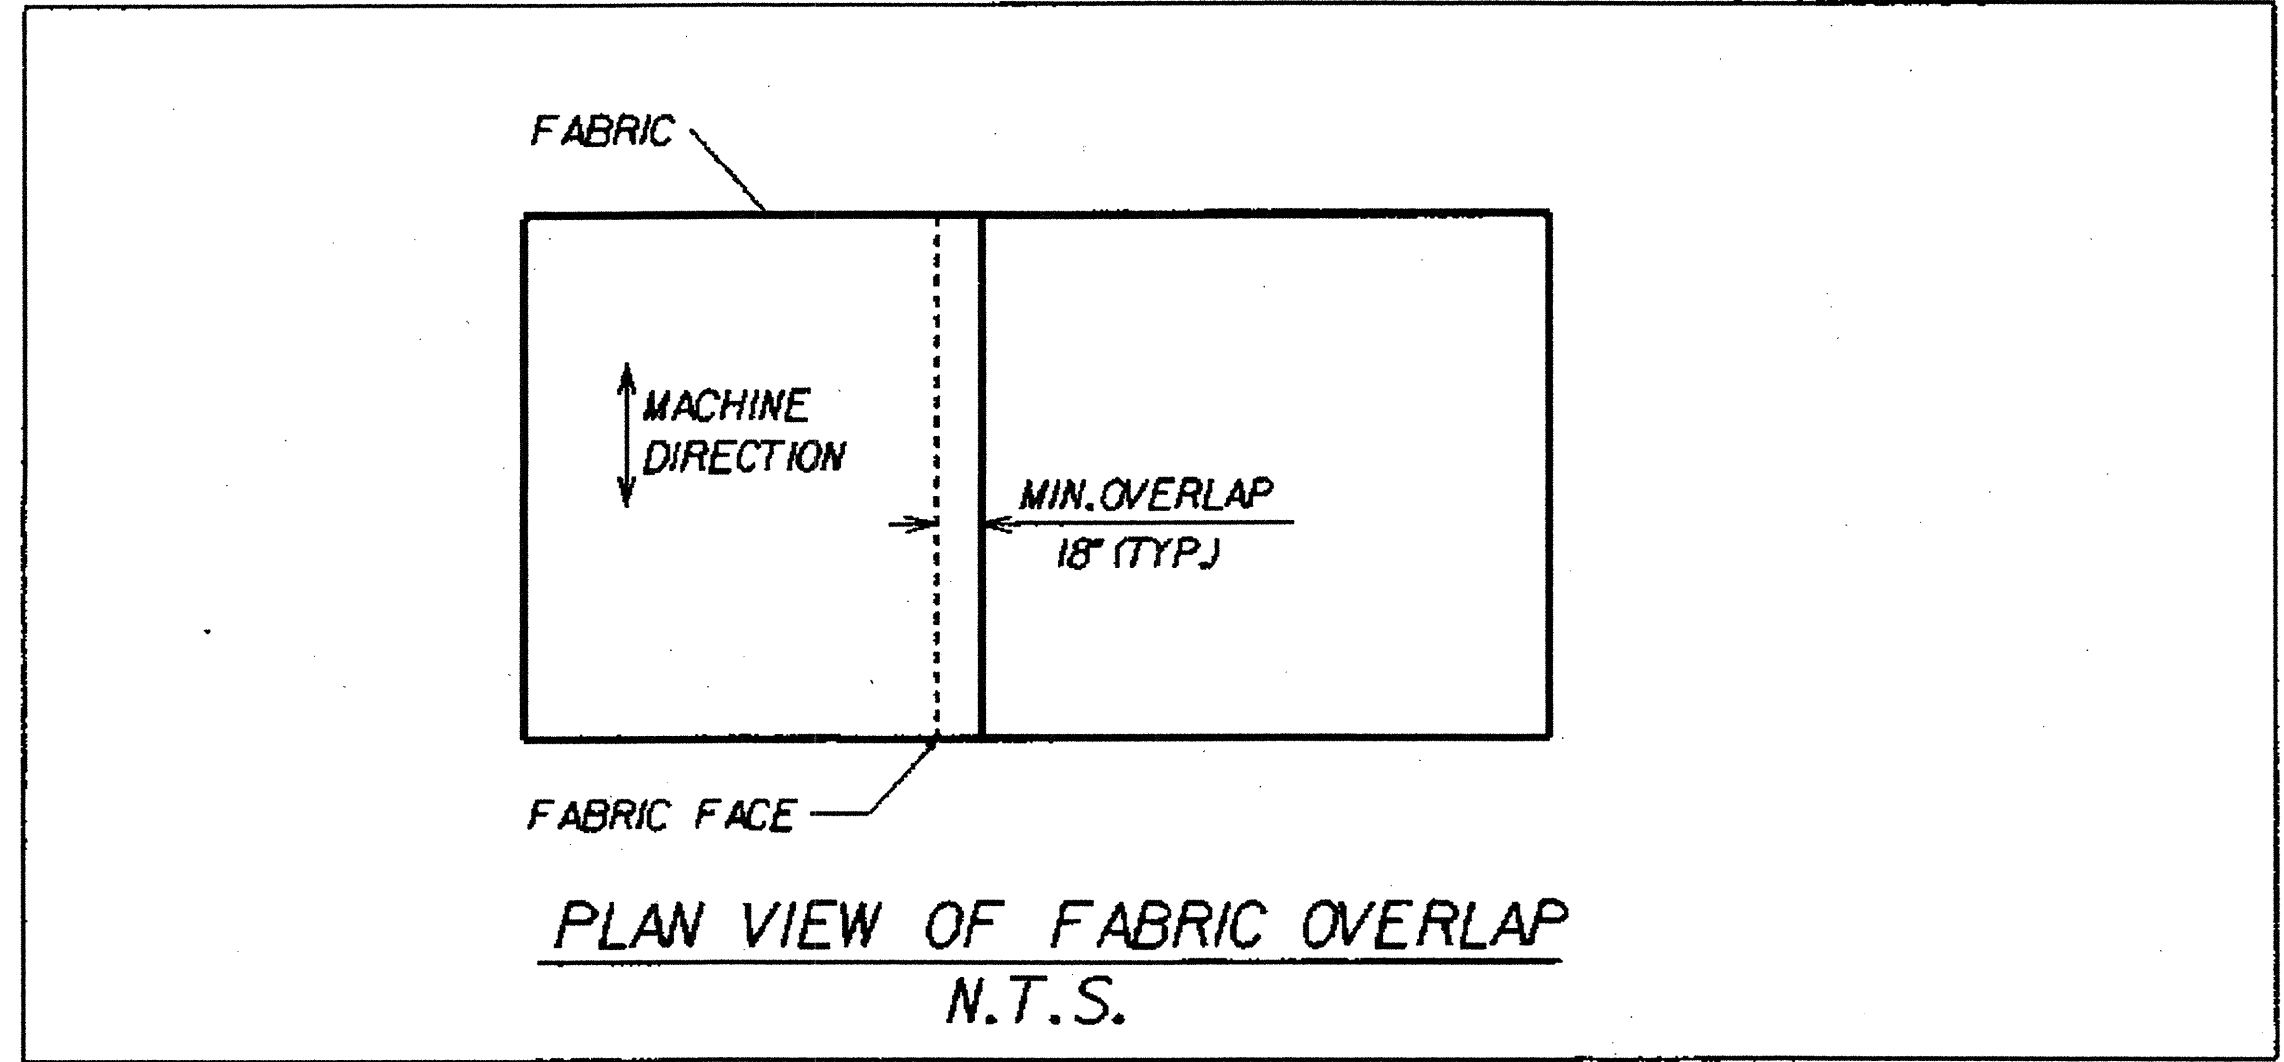 FABRIC
MACHINE
DIRECTION
MIN. OVERLAP
18" (TYP.)
FABRIC FACE
PLAN VIEW OF FABRIC OVERLAP
N.T.S.